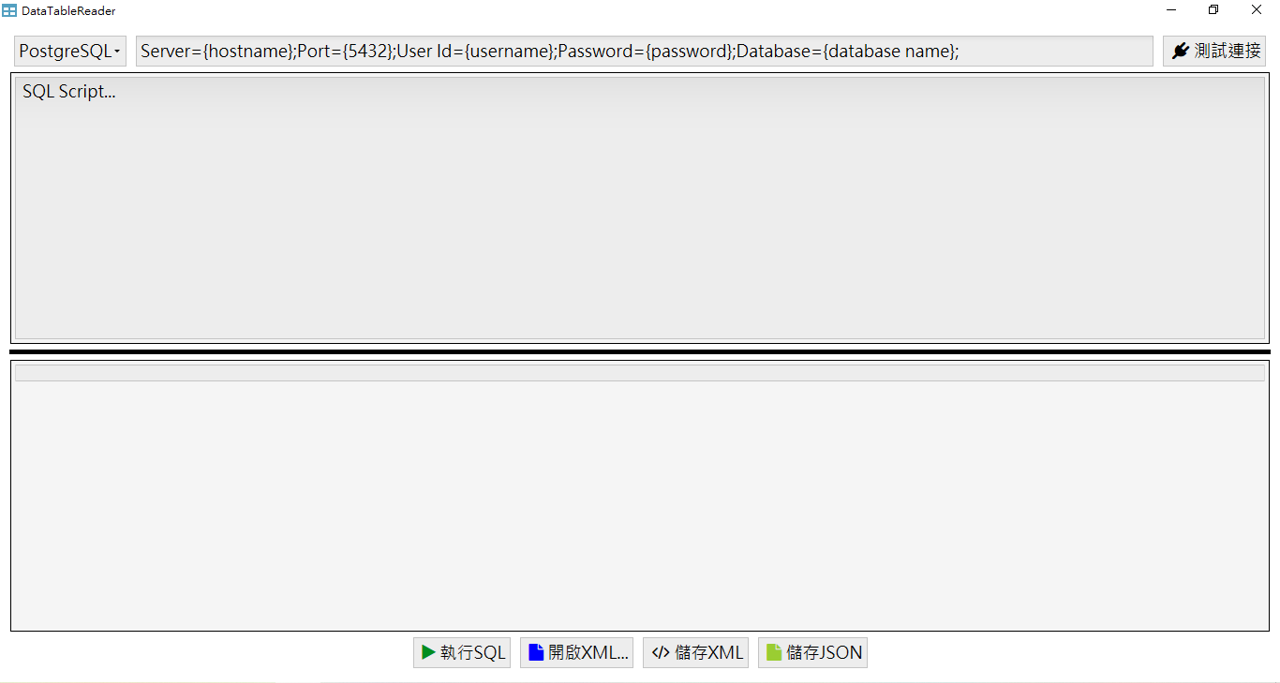 DataTableReader
PostgreSQL Server={hostname};Port={5432};User Id={username};Password={password};Database={database name}; 測試連接
SQL Script...
執行SQL 開啟XML... 儲存XML 儲存JSON